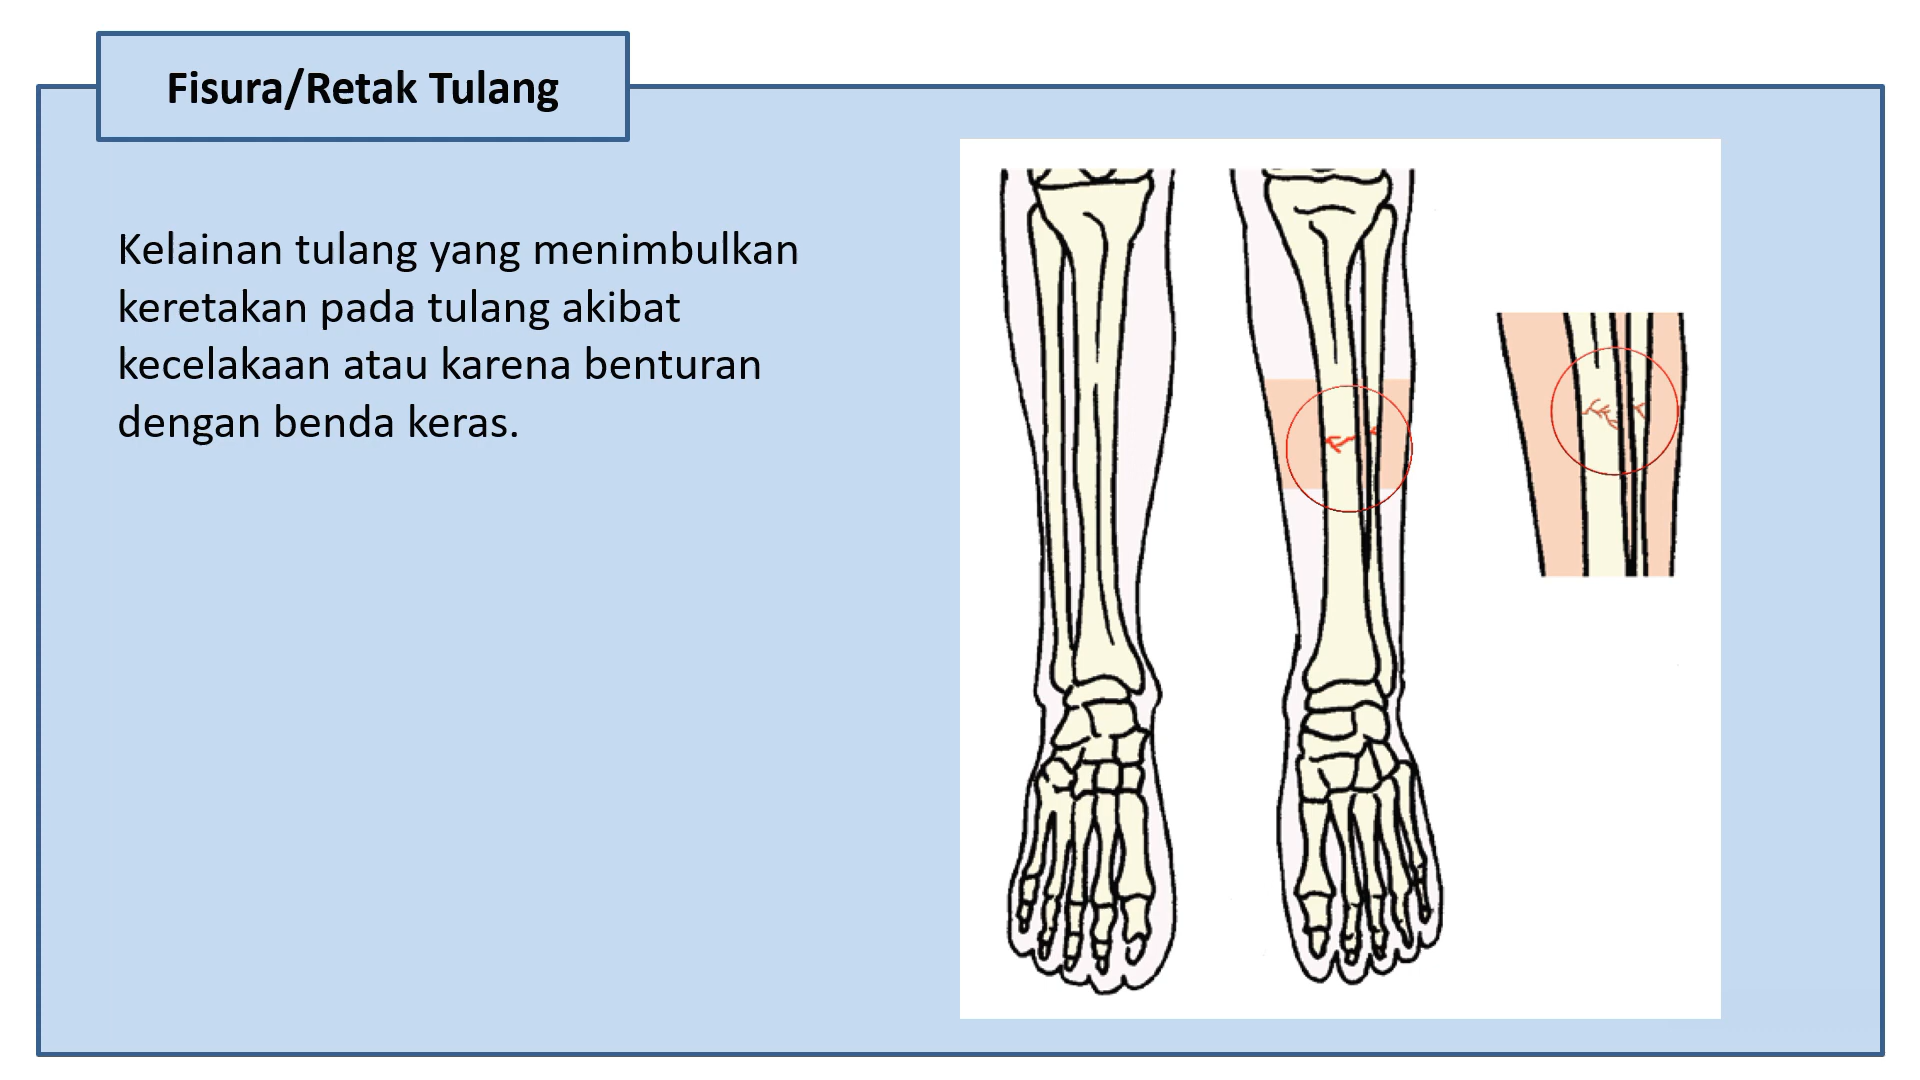 Fisura/Retak Tulang
Kelainan tulang yang menimbulkan
keretakan pada tulang akibat
kecelakaan atau karena benturan
dengan benda keras.